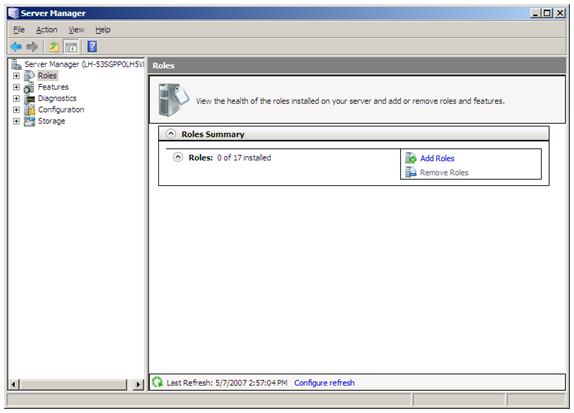 Server Manager
File Action View Help
Server Manager (LH-53SGPP0LH5VI
Roles
Features
Diagnostics
Configuration
Storage
Roles
View the health of the roles installed on your server and add or remove roles and features.
Roles Summary
Roles: 0 of 17 installed
Add Roles
Remove Roles
Last Refresh: 5/7/2007 2:57:04 PM Configure refresh